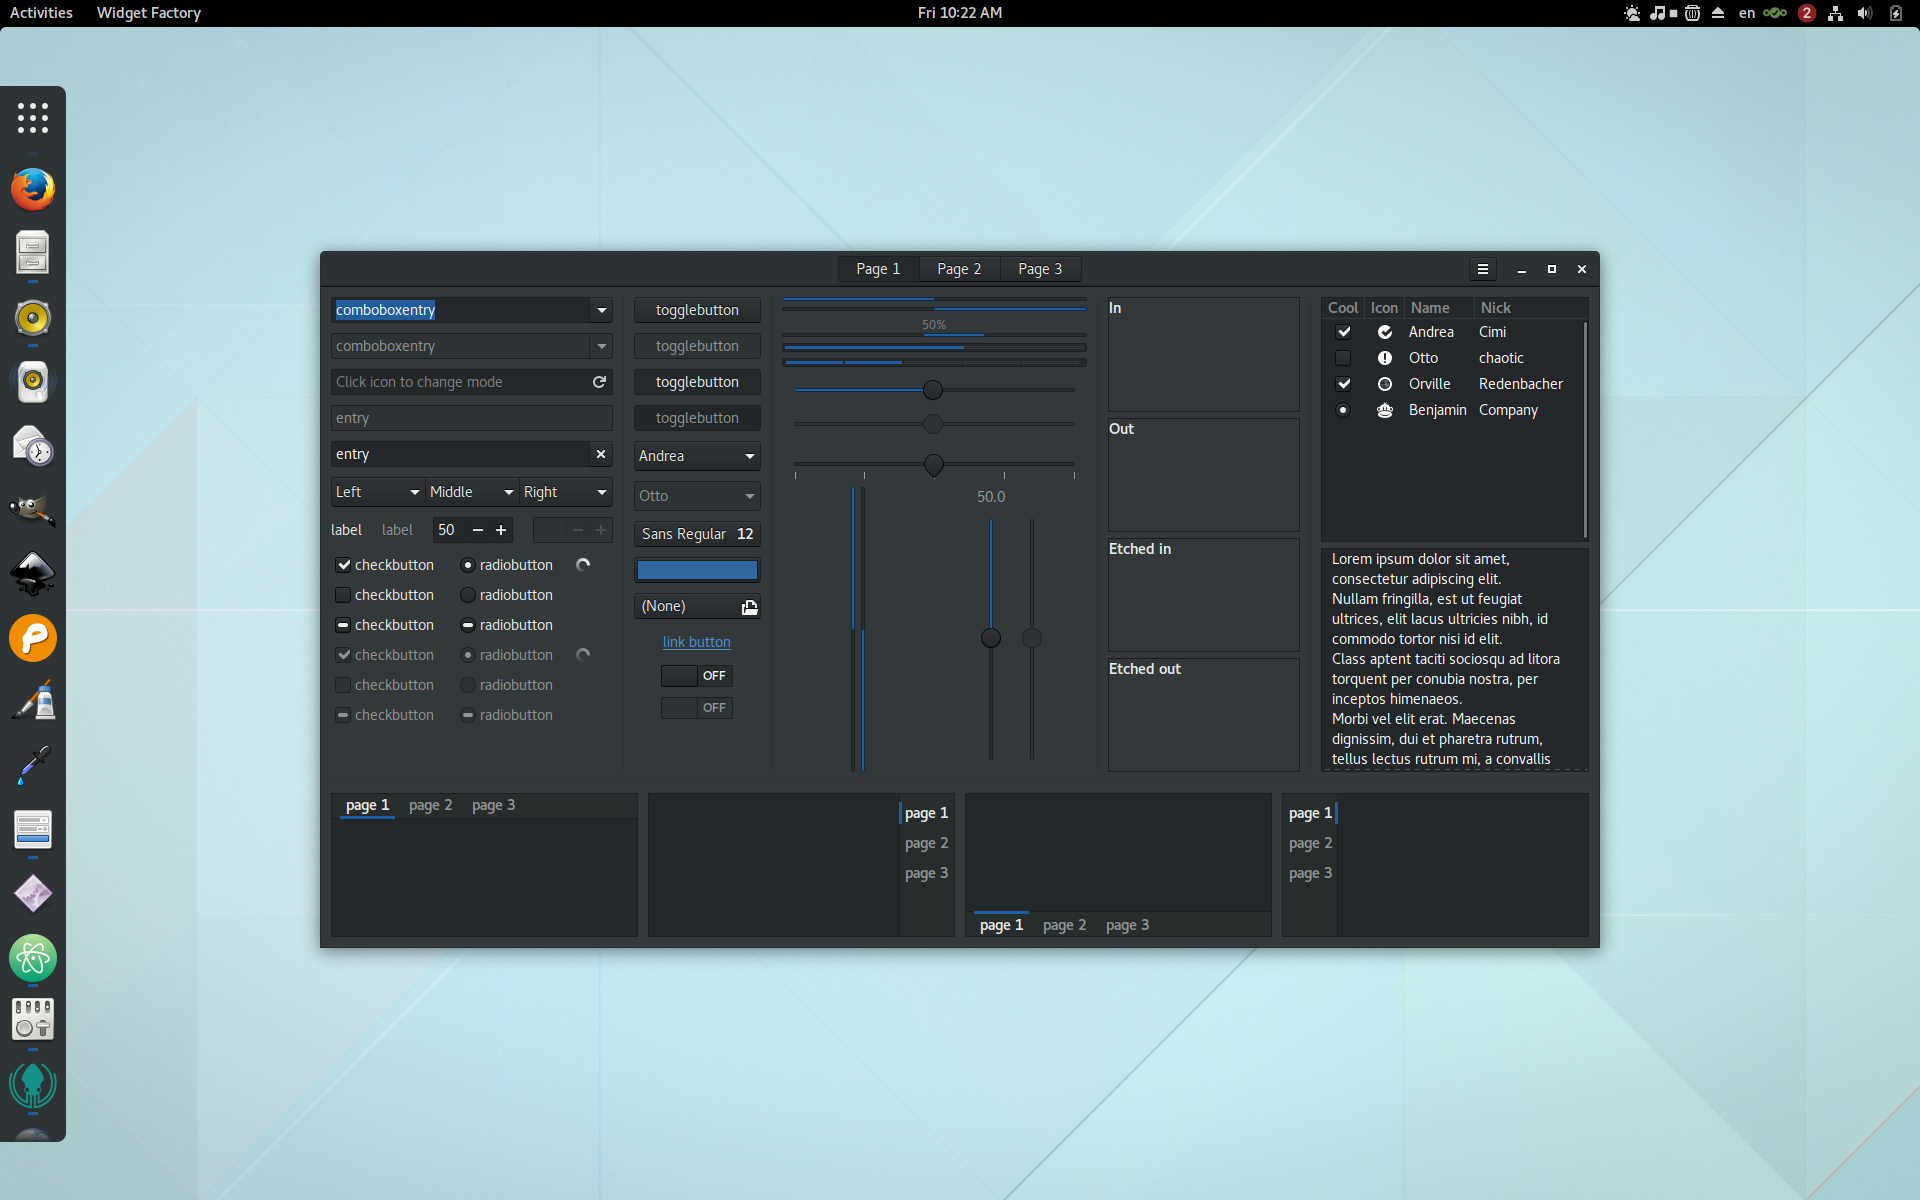 Activities Widget Factory Fri 10:22 AM en 2
Page 1 Page 2 Page 3
comboboxentry
comboboxentry
Click icon to change mode
entry
entry
Left Middle Right
label label 50
checkbutton radiobutton
checkbutton radiobutton
checkbutton radiobutton
checkbutton radiobutton
checkbutton radiobutton
checkbutton radiobutton
togglebutton
togglebutton
togglebutton
togglebutton
Andrea
Otto
Sans Regular 12
(None)
link button
OFF
OFF
50%
50.0
In
Out
Etched in
Etched out
Cool Icon Name Nick
Andrea Cimi
Otto chaotic
Orville Redenbacher
Benjamin Company
Lorem ipsum dolor sit amet,
consectetur adipiscing elit.
Nullam fringilla, est ut feugiat
ultrices, elit lacus ultricies nibh, id
commodo tortor nisi id elit.
Class aptent taciti sociosqu ad litora
torquent per conubia nostra, per
inceptos himenaeos.
Morbi vel elit erat. Maecenas
dignissim, dui et pharetra rutrum,
tellus lectus rutrum mi, a convallis
page 1 page 2 page 3
page 1
page 2
page 3
page 1 page 2 page 3
page 1
page 2
page 3